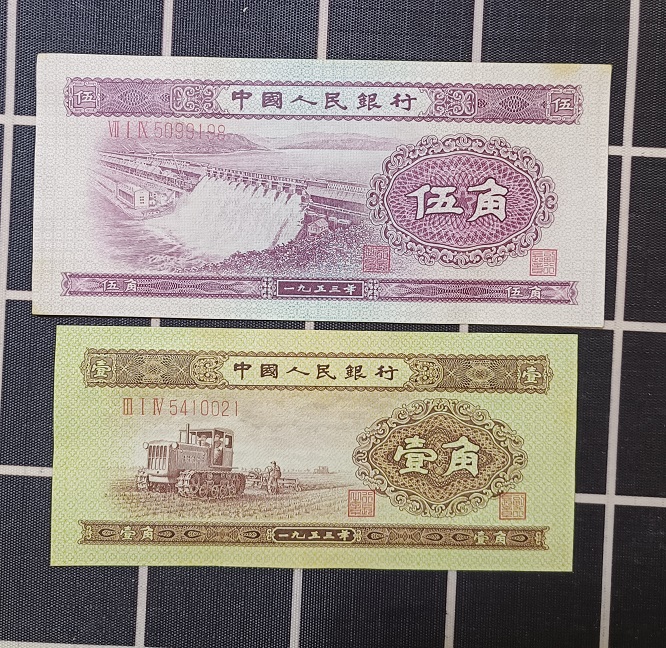 伍 中國人民銀行 伍
VII I IX 5099198
伍角
伍角 一九五三年 伍角
壹 中國人民銀行 壹
III I IV 5410021
壹角
壹角 一九五三年 壹角